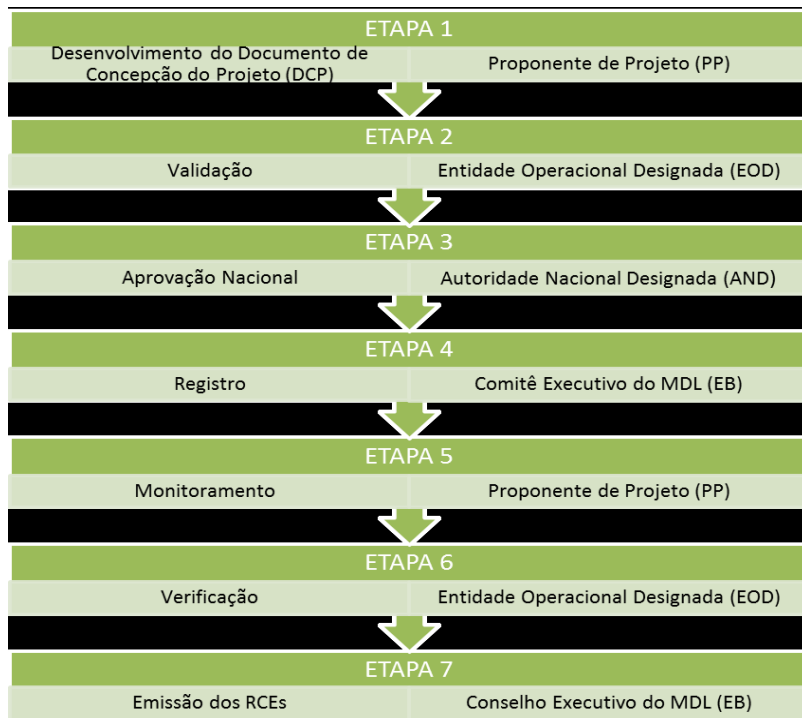 ETAPA 1
Desenvolvimento do Documento de
Concepção do Projeto (DCP)
Proponente de Projeto (PP)
ETAPA 2
Validação
Entidade Operacional Designada (EOD)
ETAPA 3
Aprovação Nacional
Autoridade Nacional Designada (AND)
ETAPA 4
Registro
Comitê Executivo do MDL (EB)
ETAPA 5
Monitoramento
Proponente de Projeto (PP)
ETAPA 6
Verificação
Entidade Operacional Designada (EOD)
ETAPA 7
Emissão dos RCEs
Conselho Executivo do MDL (EB)